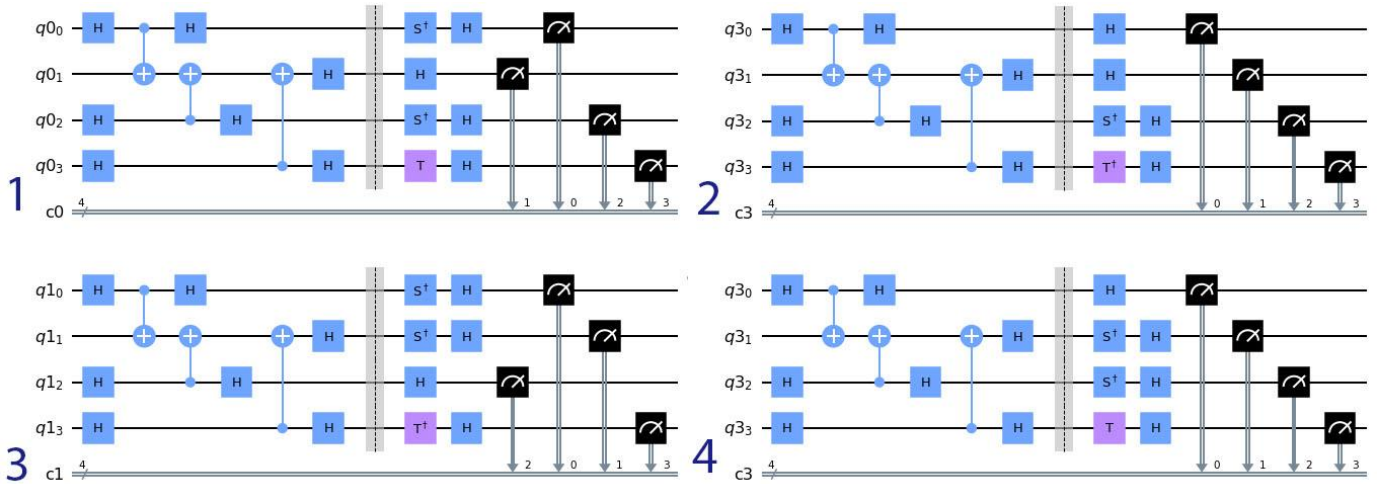 q0₀ H H S† H
q0₁ H H
q0₂ H H S† H
q0₃ H H T H
1
c0 4 1 0 2 3
q3₀ H H H
q3₁ H H
q3₂ H H S† H
q3₃ H H T† H
2
c3 4 0 1 2 3
q1₀ H H S† H
q1₁ H S† H
q1₂ H H H
q1₃ H H T† H
3
c1 4 2 0 1 3
q3₀ H H H
q3₁ H S† H
q3₂ H H S† H
q3₃ H H T H
4
c3 4 0 1 2 3